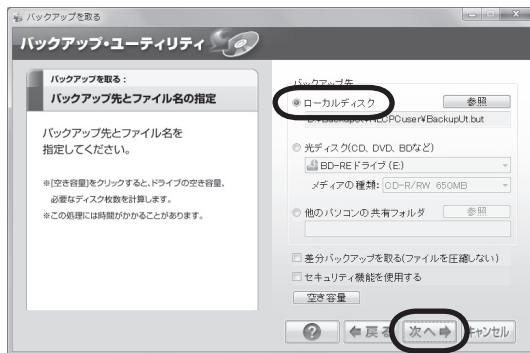 バックアップを取る
バックアップ・ユーティリティ
バックアップを取る：
バックアップ先とファイル名の指定
バックアップ先とファイル名を
指定してください。
※[空き容量]をクリックすると、ドライブの空き容量、
必要なディスク枚数を計算します。
※この処理には時間がかかることがあります。
バックアップ先
ローカルディスク
参照
光ディスク(CD、DVD、BDなど)
BD-REドライブ (E:)
メディアの種類: CD-R/RW 650MB
他のパソコンの共有フォルダ
参照
差分バックアップを取る(ファイルを圧縮しない)
セキュリティ機能を使用する
空き容量
? 戻る 次へ キャンセル